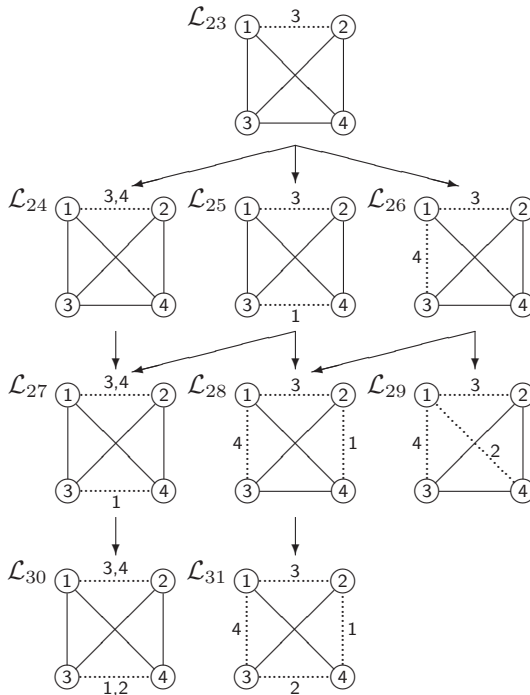 ℒ23 3
1 2
3 4
ℒ24 3,4 ℒ25 3 ℒ26 3
1 2 1 2 1 2
4
3 4 3 4 3 4
1
ℒ27 3,4 ℒ28 3 ℒ29 3
1 2 1 2 1 2
4 1 4 2
3 4 3 4 3 4
1
ℒ30 3,4 ℒ31 3
1 2 1 2
4 1
3 4 3 4
1,2 2